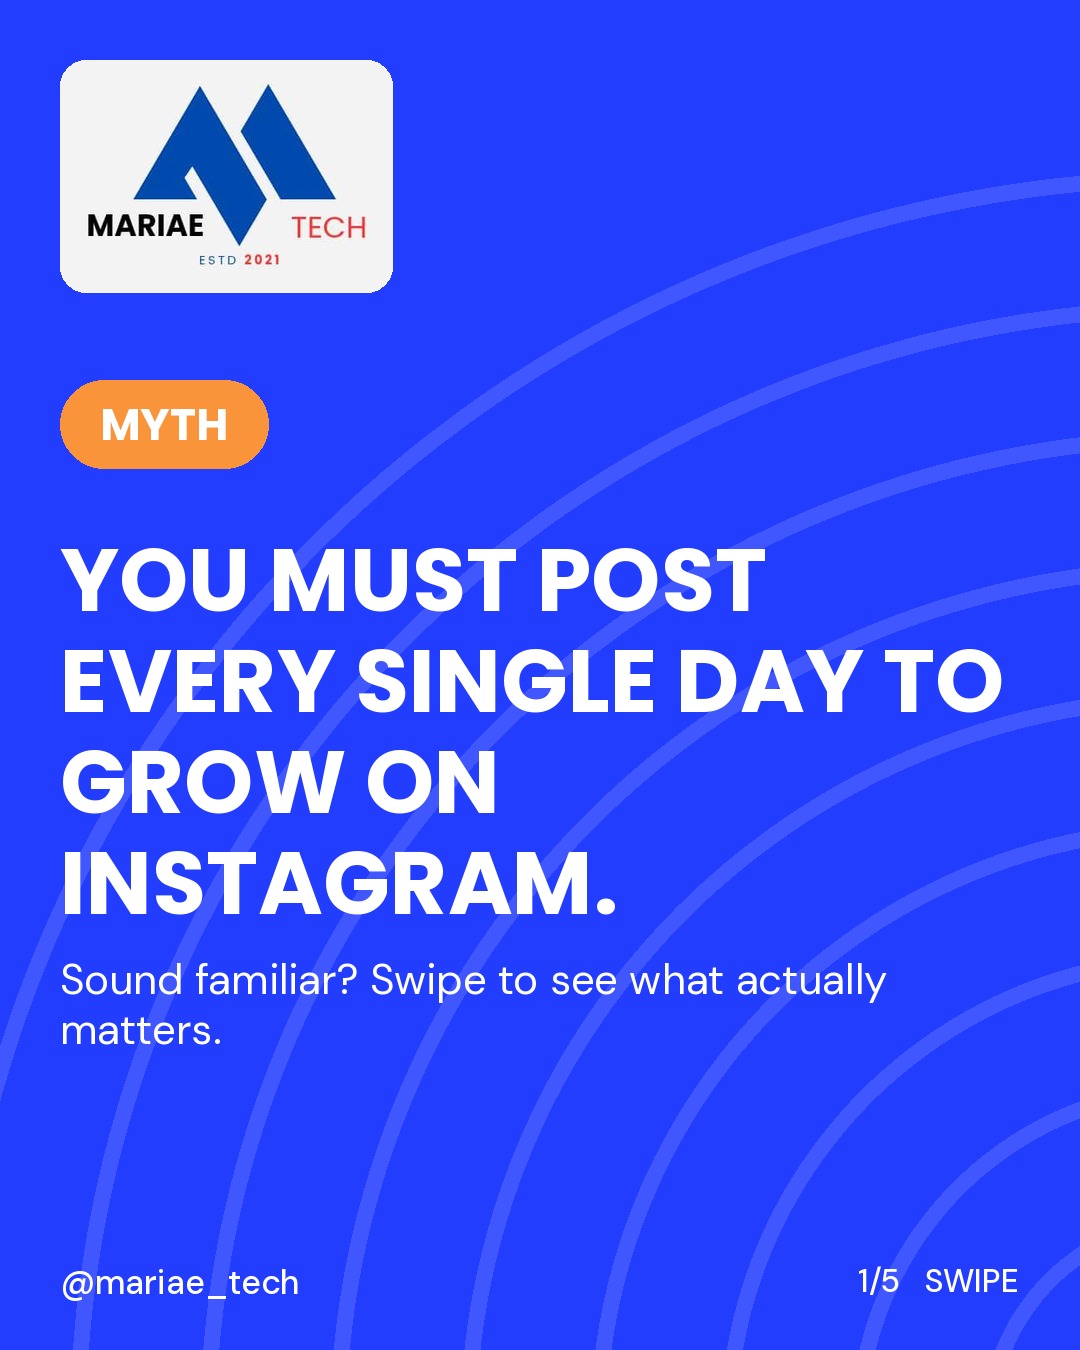 MARIAE TECH
ESTD 2021
MYTH
YOU MUST POST
EVERY SINGLE DAY TO
GROW ON
INSTAGRAM.
Sound familiar? Swipe to see what actually
matters.
@mariae_tech
1/5 SWIPE